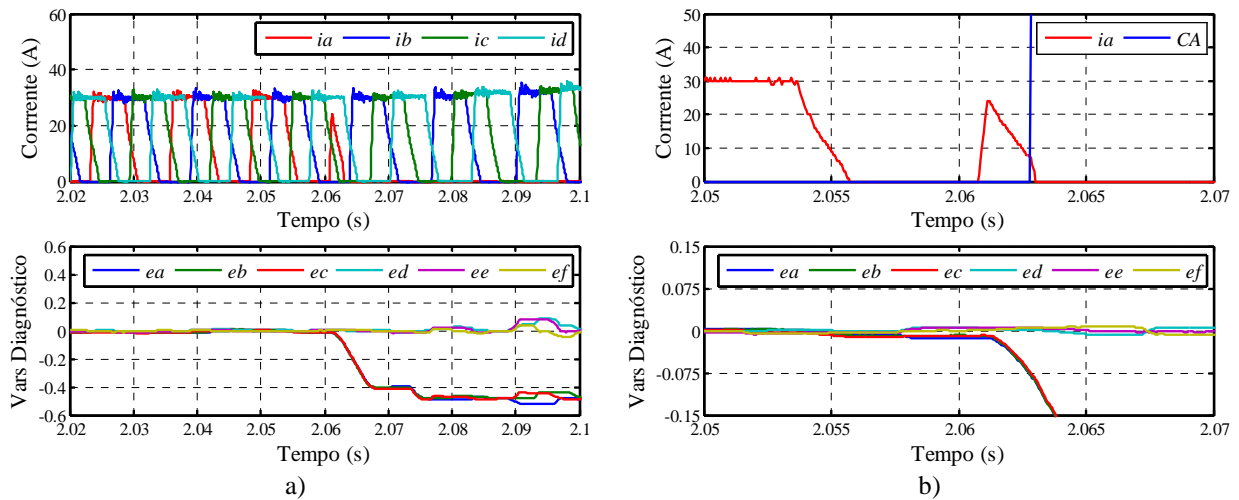 60
40
20
0
Corrente (A)
ia ib ic id
2.02 2.03 2.04 2.05 2.06 2.07 2.08 2.09 2.1
Tempo (s)
50
40
30
20
10
0
Corrente (A)
ia CA
2.05 2.055 2.06 2.065 2.07
Tempo (s)
0.6
0.4
0.2
0
-0.2
-0.4
-0.6
Vars Diagnóstico
ea eb ec ed ee ef
2.02 2.03 2.04 2.05 2.06 2.07 2.08 2.09 2.1
Tempo (s)
a)
0.15
0.075
0
-0.075
-0.15
Vars Diagnóstico
ea eb ec ed ee ef
2.05 2.055 2.06 2.065 2.07
Tempo (s)
b)